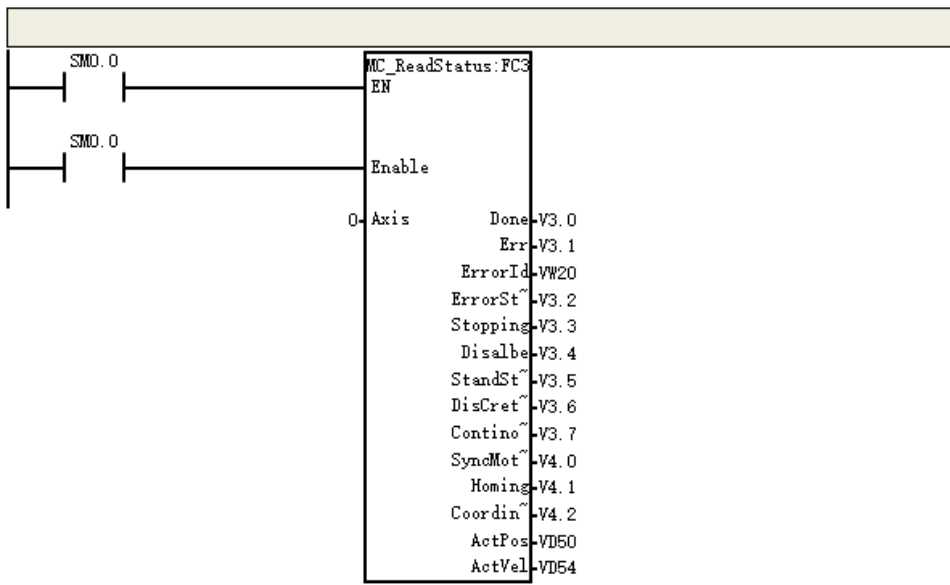 SM0.0
MC_ReadStatus:FC3
EN
SM0.0
Enable
0 Axis Done V3.0
Err V3.1
ErrorId VW20
ErrorSt~ V3.2
Stopping V3.3
Disalbe V3.4
StandSt~ V3.5
DisCret~ V3.6
Contino~ V3.7
SyncMot~ V4.0
Homing V4.1
Coordin~ V4.2
ActPos VD50
ActVel VD54